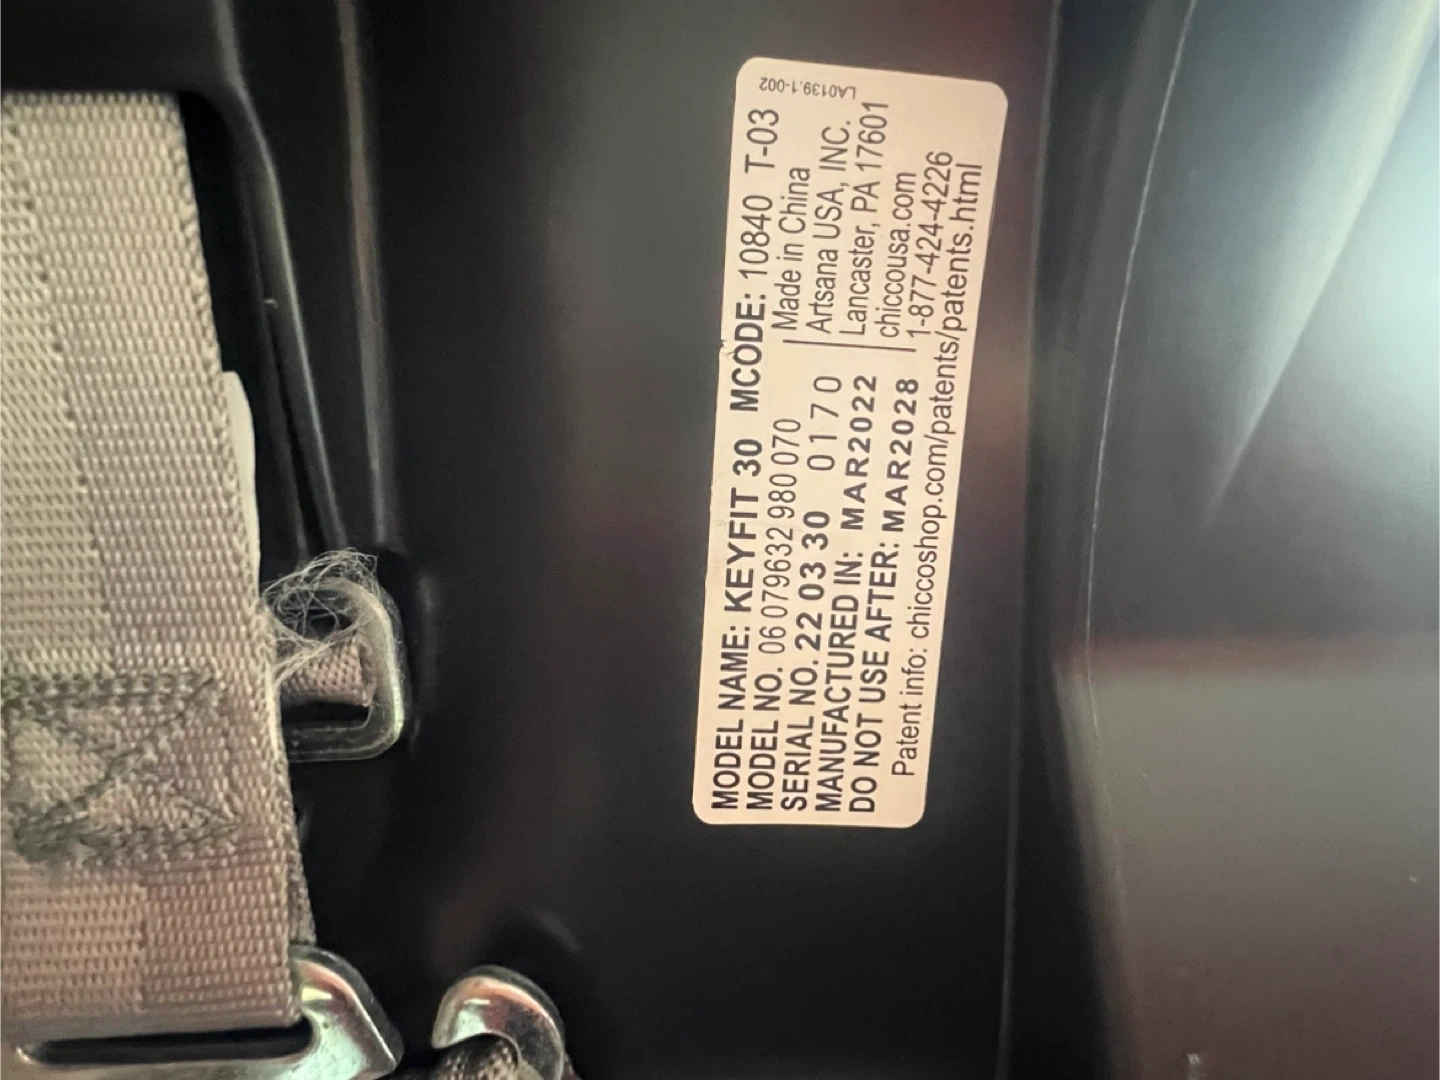 MODEL NAME: KEYFIT 30 MCODE: 10840 T-03
MODEL NO. 06 079632 980 070
SERIAL NO. 22 03 30 0170
MANUFACTURED IN: MAR2022
DO NOT USE AFTER: MAR2028
Made in China
Artsana USA, INC.
Lancaster, PA 17601
chiccousa.com
1-877-424-4226
Patent info: chiccoshop.com/patents/patents.html
LA0139.1-002